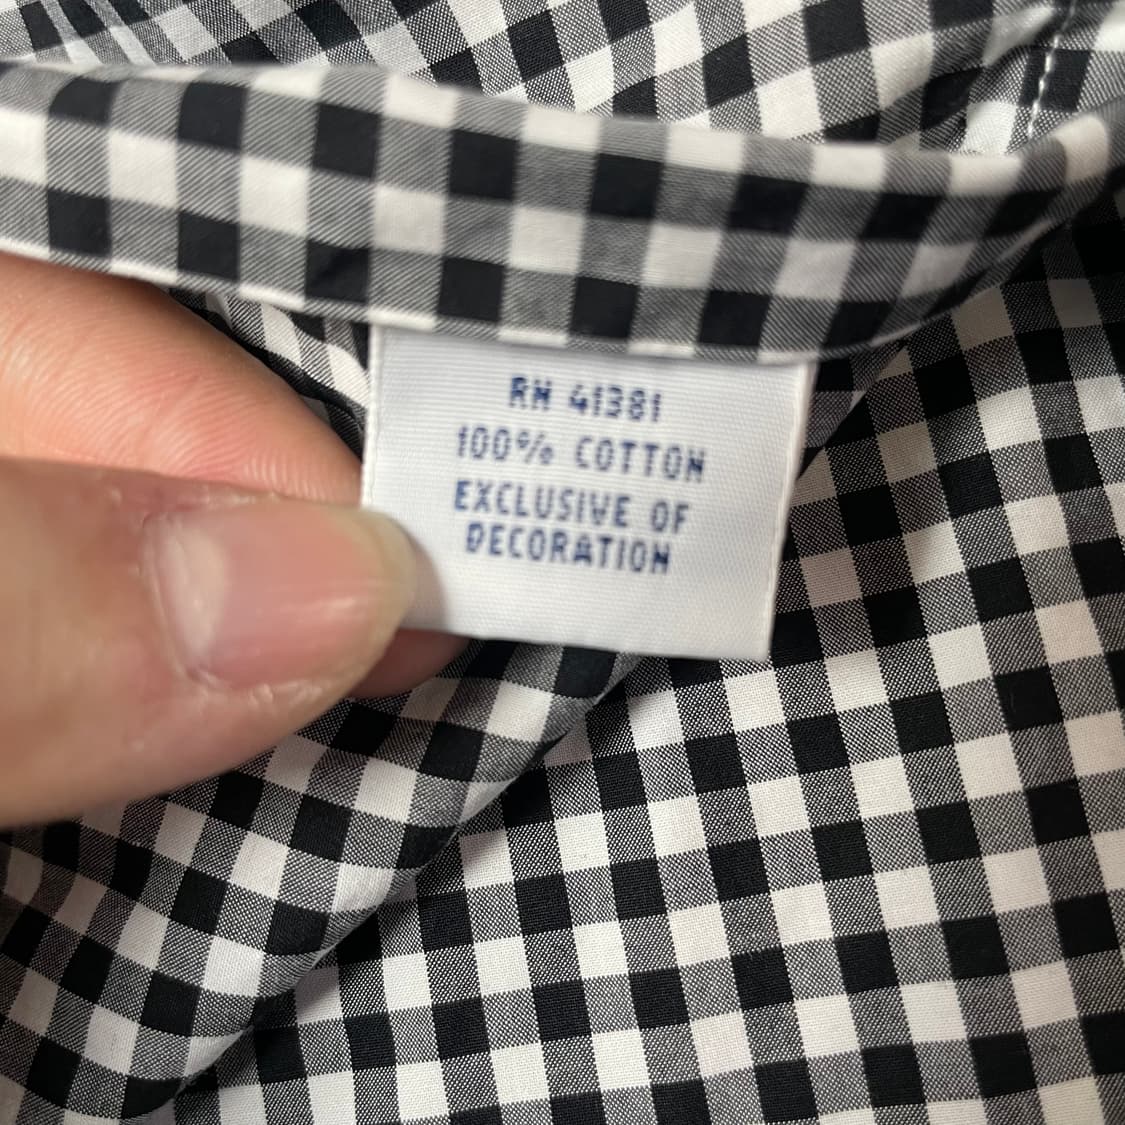 RN 41381
100% COTTON
EXCLUSIVE OF
DECORATION